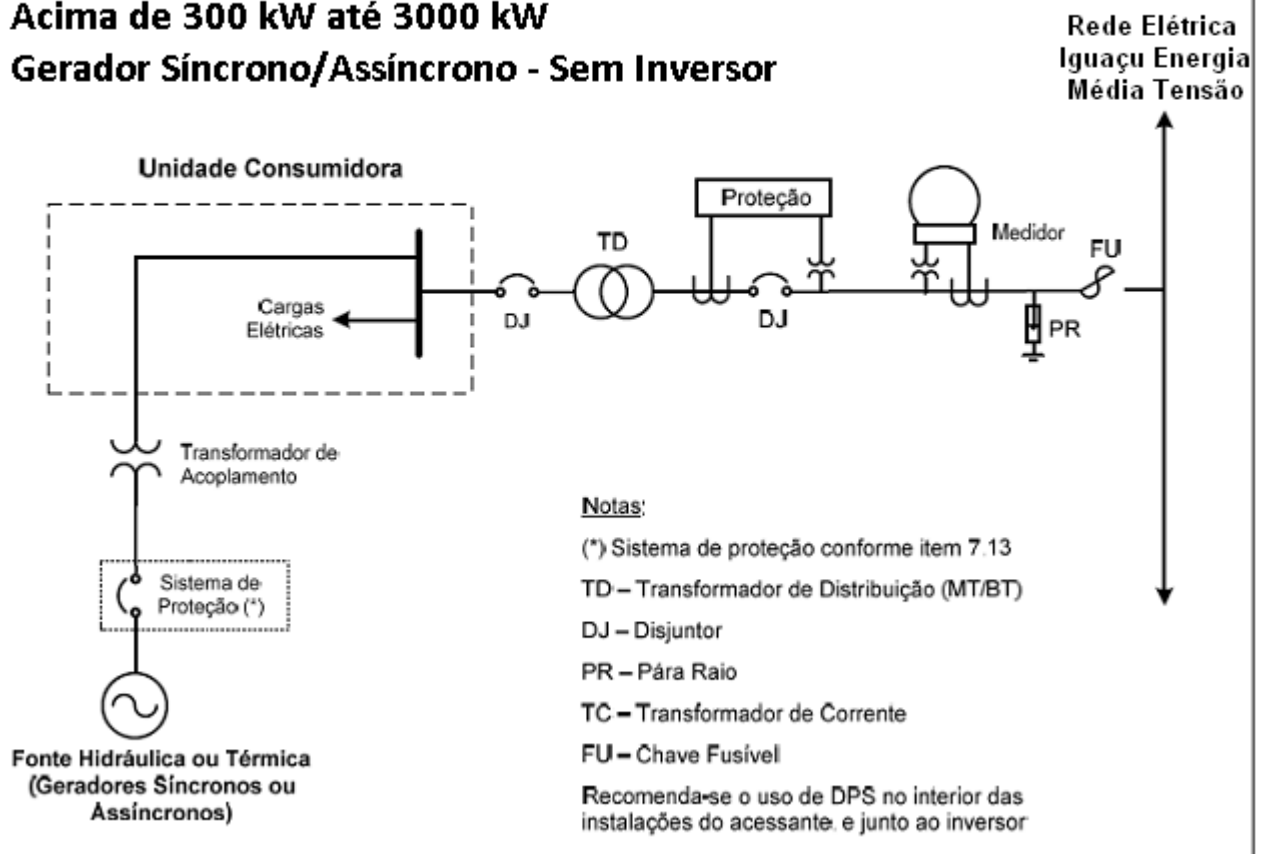 Acima de 300 kW até 3000 kW
Gerador Síncrono/Assíncrono - Sem Inversor
Rede Elétrica
Iguaçu Energia
Média Tensão
Unidade Consumidora
Proteção
Medidor
TD
FU
Cargas
Elétricas
DJ
DJ
PR
Transformador de
Acoplamento
Sistema de
Proteção (*)
Fonte Hidráulica ou Térmica
(Geradores Síncronos ou
Assíncronos)
Notas:
(*) Sistema de proteção conforme item 7.13
TD – Transformador de Distribuição (MT/BT)
DJ – Disjuntor
PR – Pára Raio
TC – Transformador de Corrente
FU – Chave Fusível
Recomenda-se o uso de DPS no interior das
instalações do acessante. e junto ao inversor